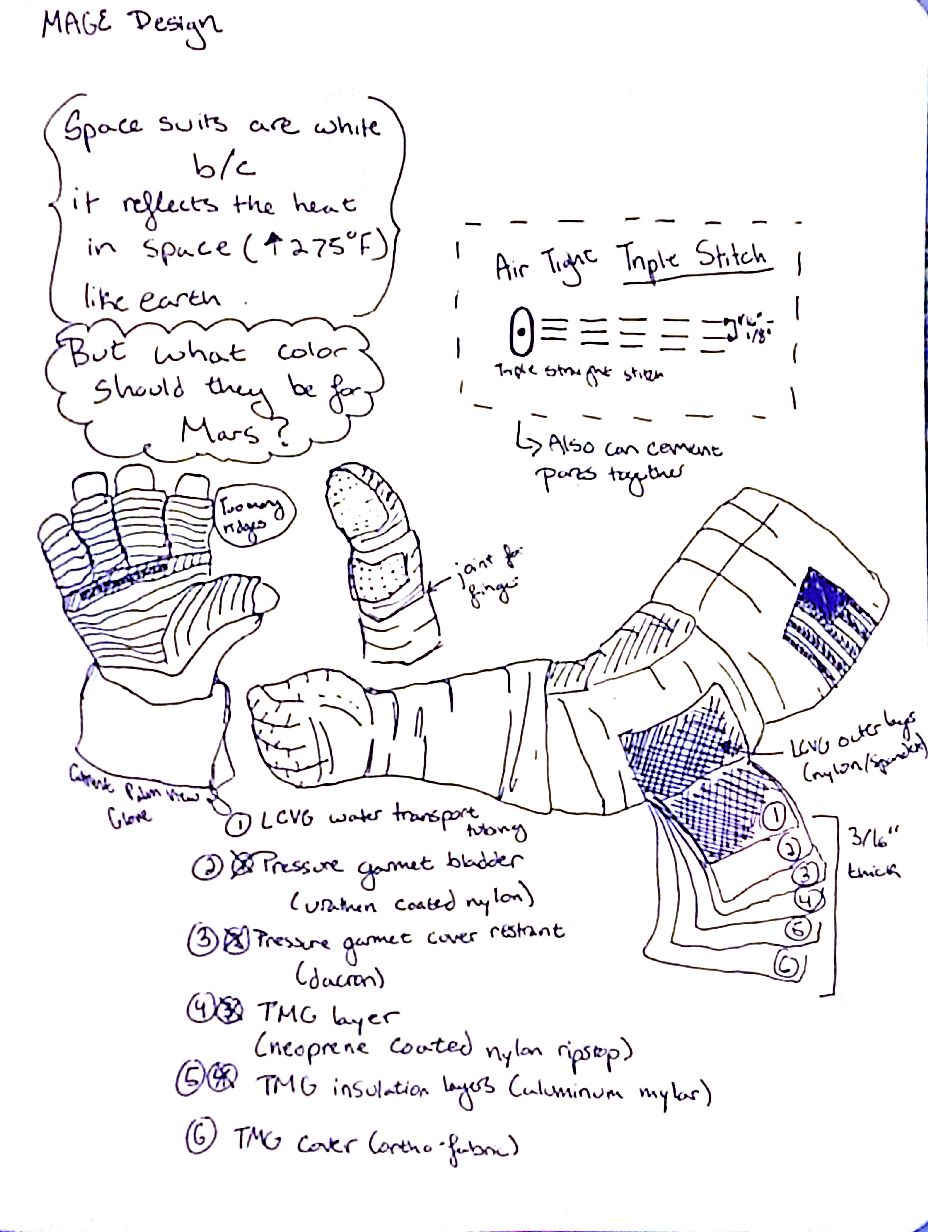 MAGE Design
Space suits are white
b/c
it reflects the heat
in space (↑275°F)
like earth.
But what color
should they be for
Mars?
Air Tight Triple Stitch
1/16"-
1/8"
Triple straight stitch
↳ Also can cement
parts together
Two many
ridges
joint for
finger
LCVG outer lays
(nylon/spandex)
Current Palm View
Glove
① LCVG water transport
tubing
② Pressure garmet bladder
(urathen coated nylon)
③ Pressure garmet cover restrant
(dacron)
④ TMG layer
(neoprene coated nylon ripstop)
⑤ TMG insulation layers (aluminum mylar)
⑥ TMG cover (ortho-fabric)
①
②
③
④
⑤
⑥
3/16"
thick